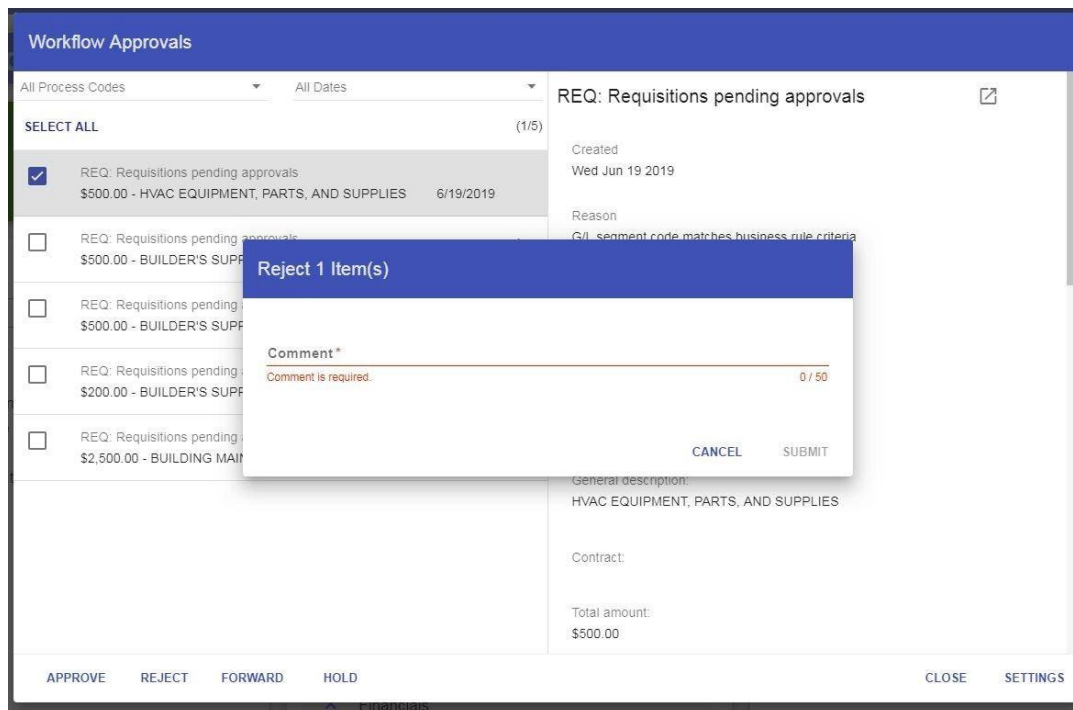 Workflow Approvals
All Process Codes
All Dates
SELECT ALL
(1/5)
REQ: Requisitions pending approvals
$500.00 - HVAC EQUIPMENT, PARTS, AND SUPPLIES 6/19/2019
REQ: Requisitions pending approvals
$500.00 - BUILDER'S SUPP
REQ: Requisitions pending
$500.00 - BUILDER'S SUPP
REQ: Requisitions pending
$200.00 - BUILDER'S SUPP
REQ: Requisitions pending
$2,500.00 - BUILDING MAIN
REQ: Requisitions pending approvals
Created
Wed Jun 19 2019
Reason
G/L segment code matches business rule criteria
Reject 1 Item(s)
Comment*
Comment is required.
0 / 50
CANCEL
SUBMIT
General description:
HVAC EQUIPMENT, PARTS, AND SUPPLIES
Contract:
Total amount:
$500.00
APPROVE REJECT FORWARD HOLD CLOSE SETTINGS
Financials